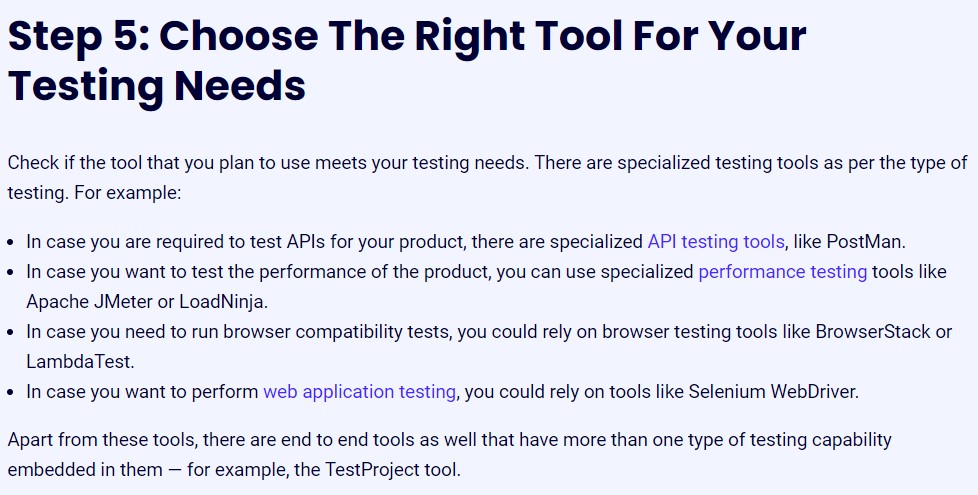 Step 5: Choose The Right Tool For Your
Testing Needs
Check if the tool that you plan to use meets your testing needs. There are specialized testing tools as per the type of
testing. For example:
• In case you are required to test APIs for your product, there are specialized API testing tools, like PostMan.
• In case you want to test the performance of the product, you can use specialized performance testing tools like
Apache JMeter or LoadNinja.
• In case you need to run browser compatibility tests, you could rely on browser testing tools like BrowserStack or
LambdaTest.
• In case you want to perform web application testing, you could rely on tools like Selenium WebDriver.
Apart from these tools, there are end to end tools as well that have more than one type of testing capability
embedded in them — for example, the TestProject tool.